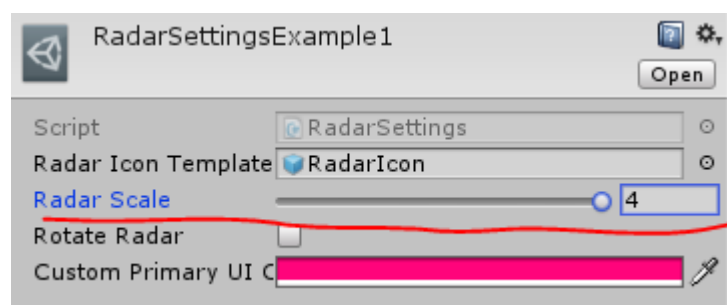 RadarSettingsExample1
Open
Script RadarSettings
Radar Icon Template RadarIcon
Radar Scale 4
Rotate Radar
Custom Primary UI C